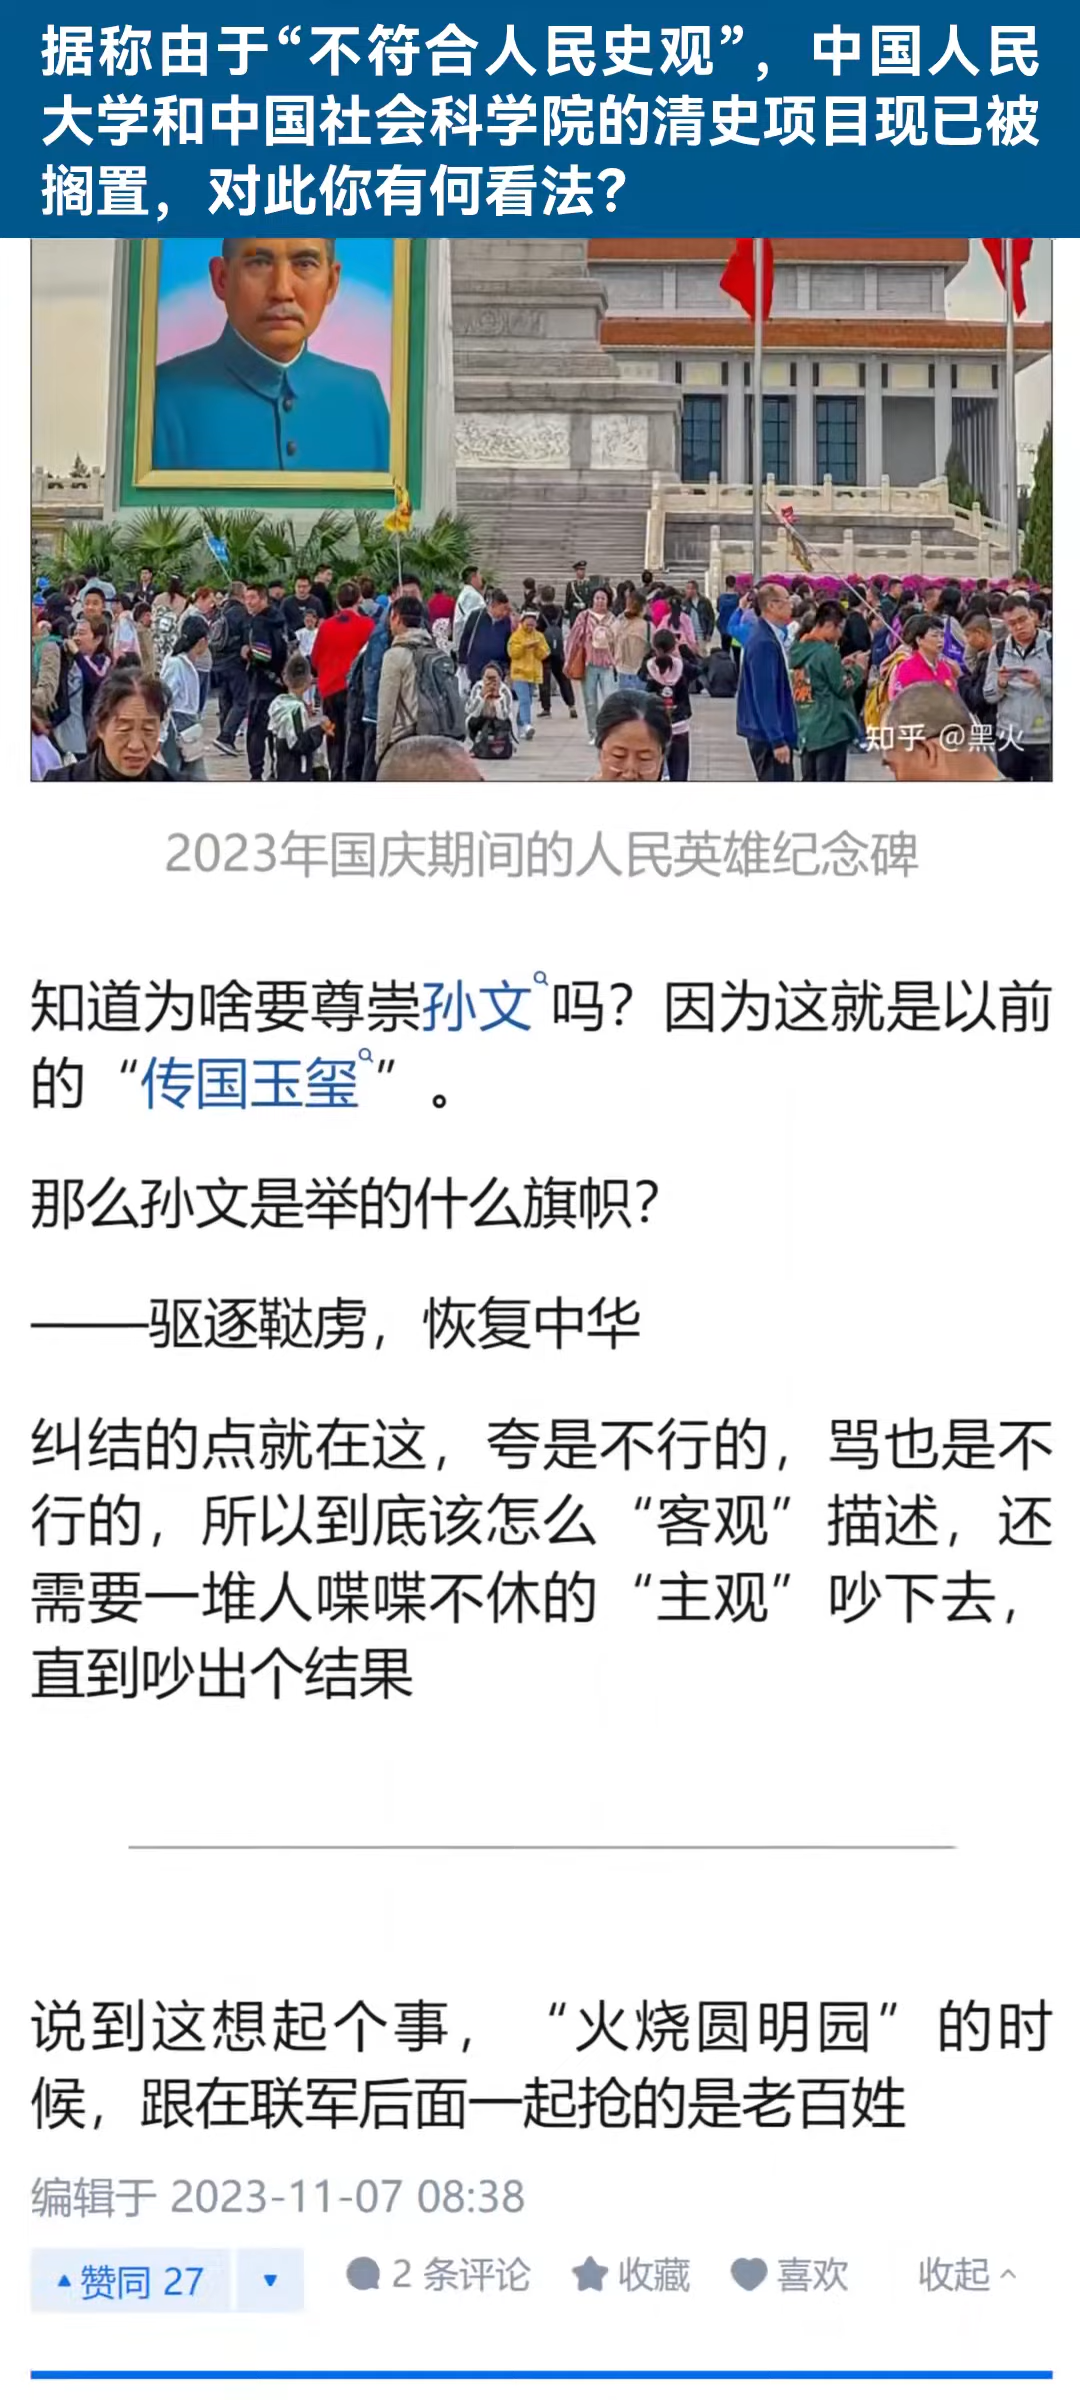 据称由于“不符合人民史观”，中国人民
大学和中国社会科学院的清史项目现已被
搁置，对此你有何看法？
知乎 @黑火
2023年国庆期间的人民英雄纪念碑
知道为啥要尊崇孙文吗？因为这就是以前
的“传国玉玺”。
那么孙文是举的什么旗帜？
——驱逐鞑虏，恢复中华
纠结的点就在这，夸是不行的，骂也是不
行的，所以到底该怎么“客观”描述，还
需要一堆人喋喋不休的“主观”吵下去，
直到吵出个结果
说到这想起个事，“火烧圆明园”的时
候，跟在联军后面一起抢的是老百姓
编辑于 2023-11-07 08:38
赞同 27 2 条评论 收藏 喜欢 收起